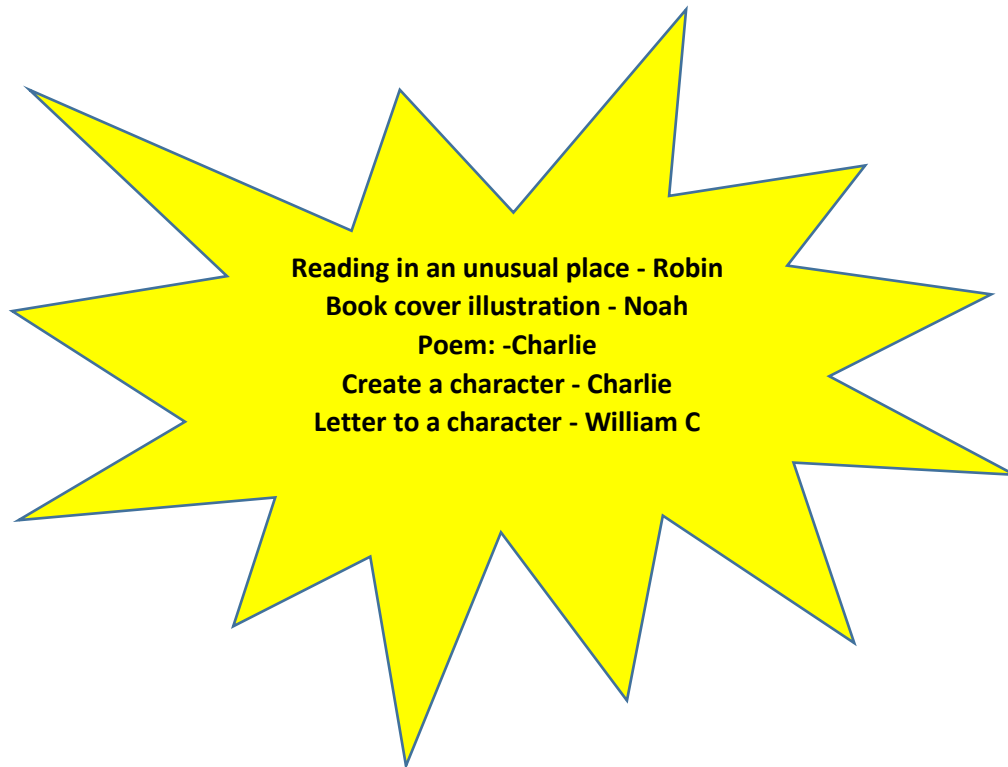 Reading in an unusual place - Robin
Book cover illustration - Noah
Poem: -Charlie
Create a character - Charlie
Letter to a character - William C